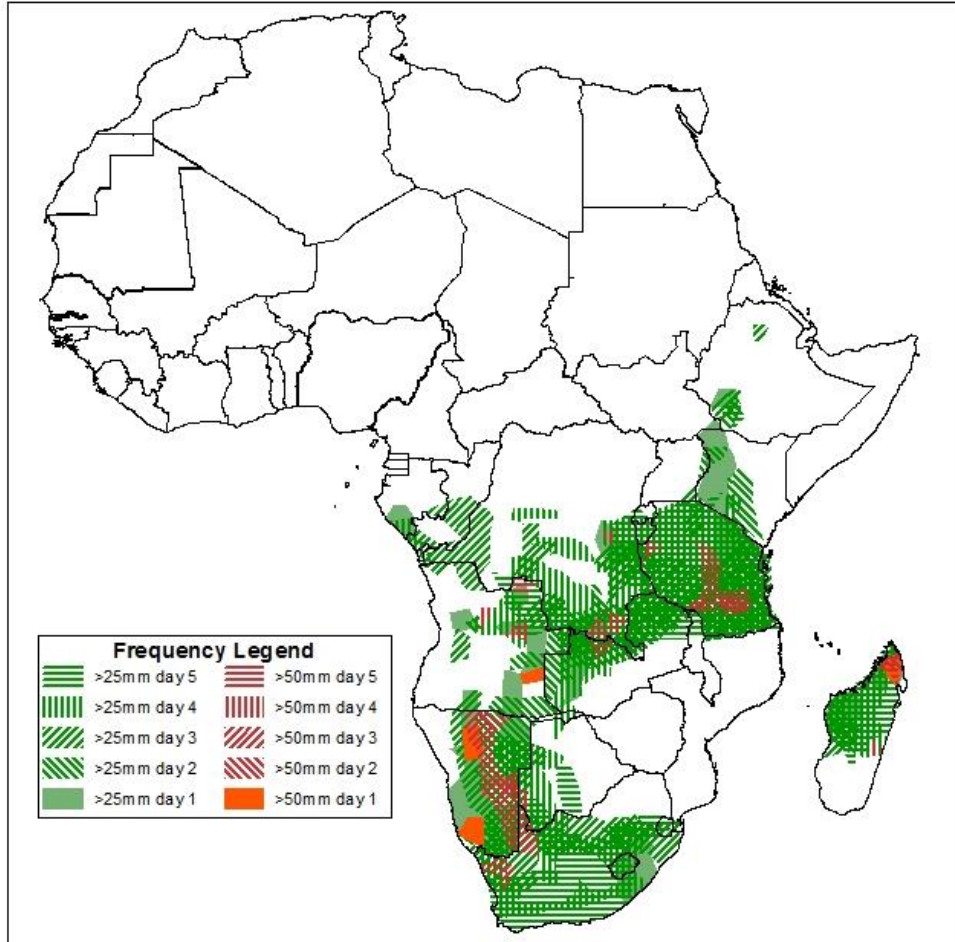 Frequency Legend
>25mm day 5 >50mm day 5
>25mm day 4 >50mm day 4
>25mm day 3 >50mm day 3
>25mm day 2 >50mm day 2
>25mm day 1 >50mm day 1